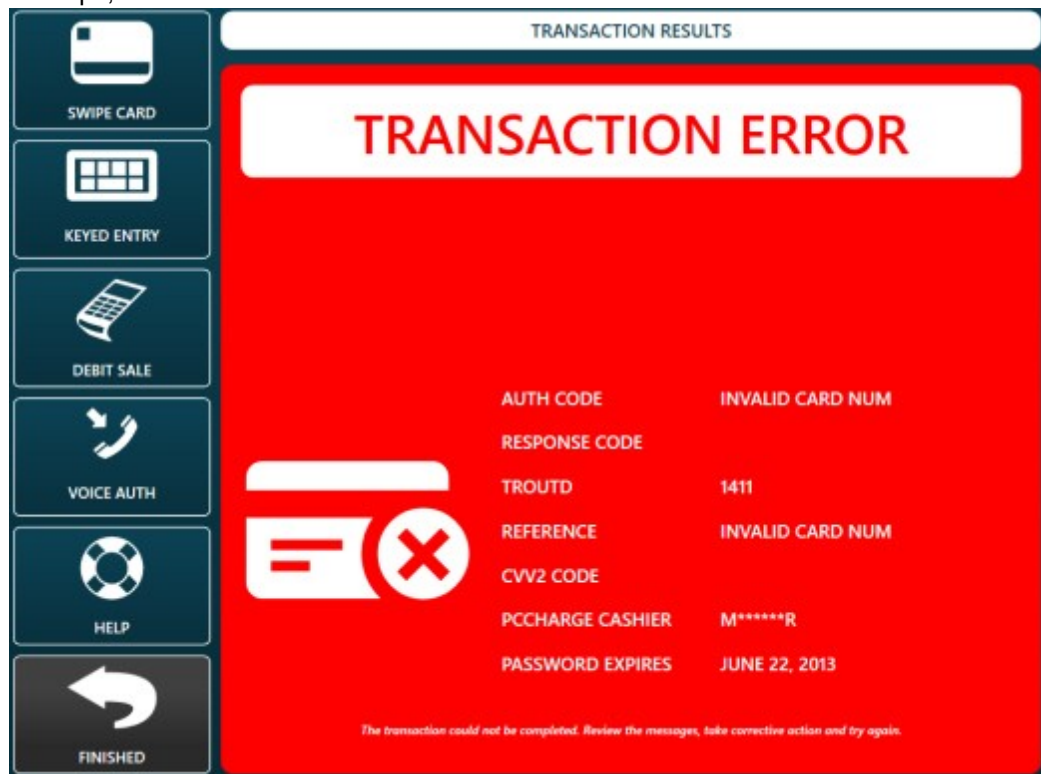 TRANSACTION RESULTS
SWIPE CARD
TRANSACTION ERROR
KEYED ENTRY
DEBIT SALE
AUTH CODE INVALID CARD NUM
RESPONSE CODE
VOICE AUTH
TROUTD 1411
REFERENCE INVALID CARD NUM
CVV2 CODE
HELP
PCCHARGE CASHIER M******R
PASSWORD EXPIRES JUNE 22, 2013
The transaction could not be completed. Review the messages, take corrective action and try again.
FINISHED